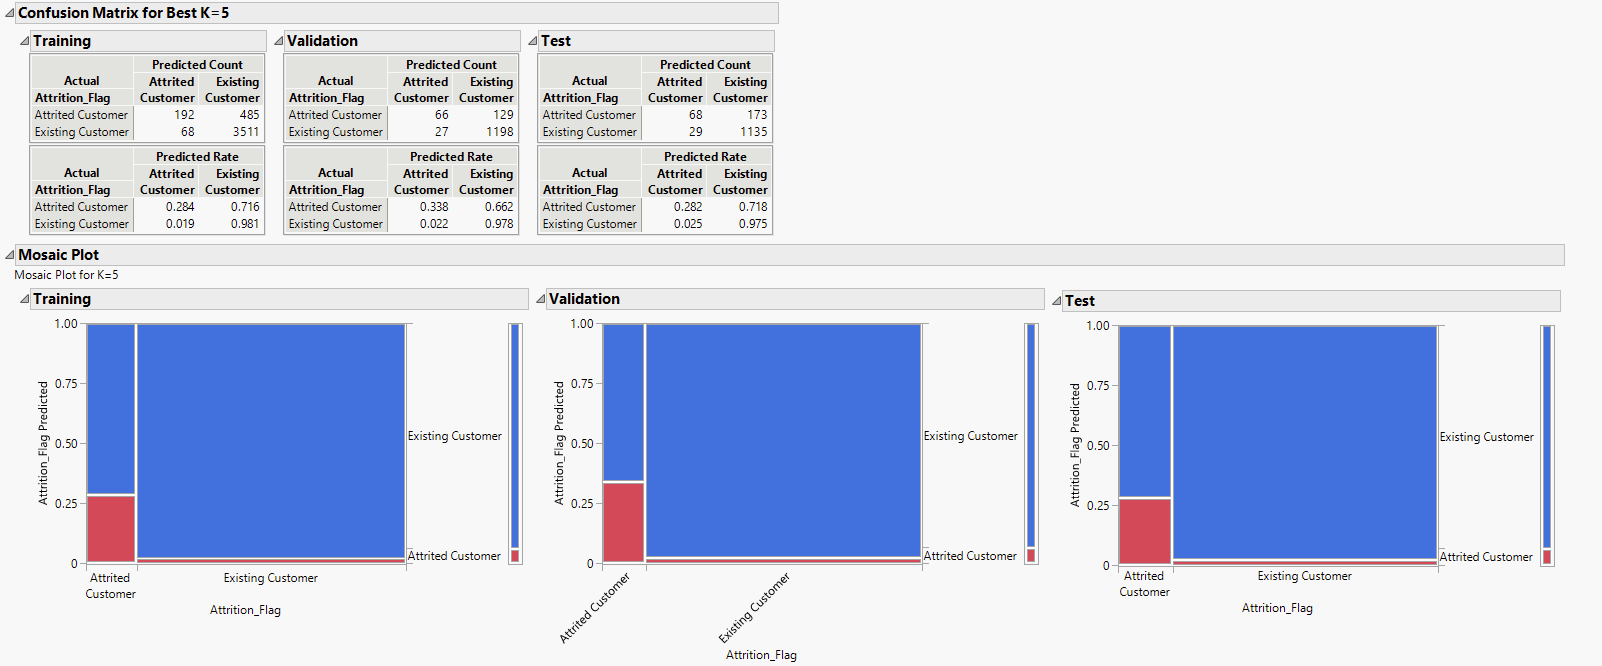 Confusion Matrix for Best K=5
Training
Predicted Count
Actual Attrited Existing
Attrition_Flag Customer Customer
Attrited Customer 192 485
Existing Customer 68 3511
Predicted Rate
Actual Attrited Existing
Attrition_Flag Customer Customer
Attrited Customer 0.284 0.716
Existing Customer 0.019 0.981
Validation
Predicted Count
Actual Attrited Existing
Attrition_Flag Customer Customer
Attrited Customer 66 129
Existing Customer 27 1198
Predicted Rate
Actual Attrited Existing
Attrition_Flag Customer Customer
Attrited Customer 0.338 0.662
Existing Customer 0.022 0.978
Test
Predicted Count
Actual Attrited Existing
Attrition_Flag Customer Customer
Attrited Customer 68 173
Existing Customer 29 1135
Predicted Rate
Actual Attrited Existing
Attrition_Flag Customer Customer
Attrited Customer 0.282 0.718
Existing Customer 0.025 0.975
Mosaic Plot
Mosaic Plot for K=5
Training
Attrition_Flag Predicted
1.00
0.75
0.50
0.25
0
Existing Customer
Attrited Customer
Attrited
Customer
Existing Customer
Attrition_Flag
Validation
Attrition_Flag Predicted
1.00
0.75
0.50
0.25
0
Existing Customer
Attrited Customer
Attrited Customer
Existing Customer
Attrition_Flag
Test
Attrition_Flag Predicted
1.00
0.75
0.50
0.25
0
Existing Customer
Attrited Customer
Attrited
Customer
Existing Customer
Attrition_Flag